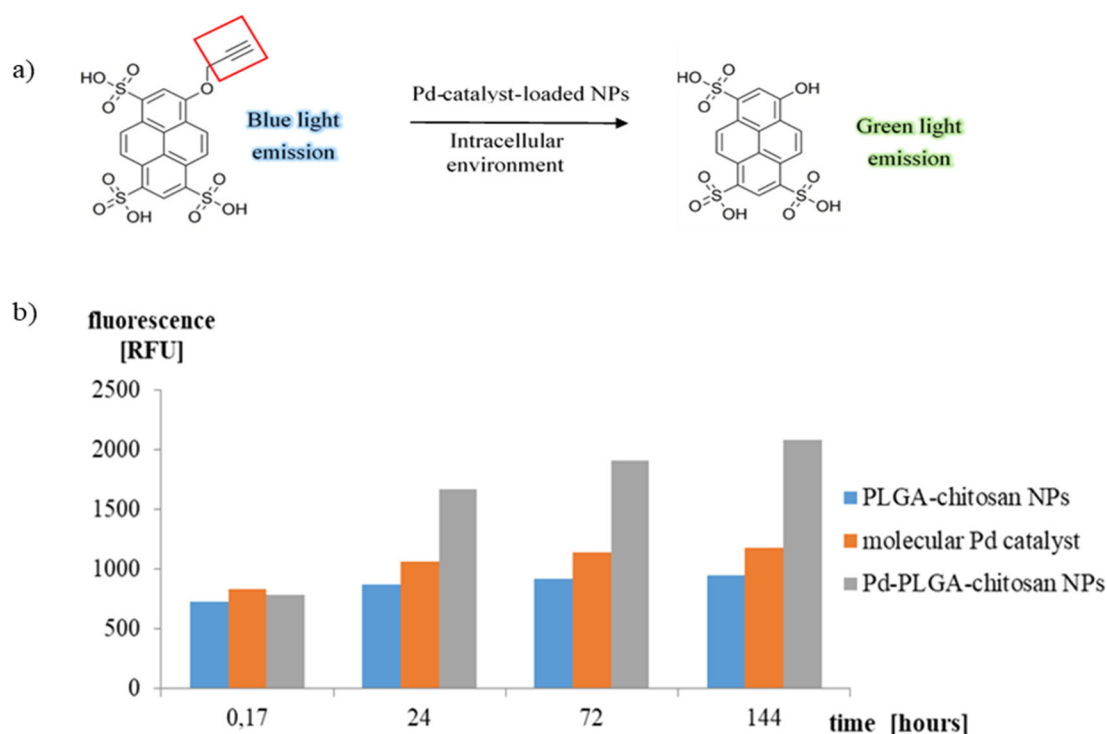 a)
HO
O
S
O
O
Blue light
emission
O
S
O
OH
O
S
O
OH
Pd-catalyst-loaded NPs
Intracellular
environment
HO
O
S
O
OH
Green light
emission
O
S
O
OH
O
S
O
OH
b)
fluorescence
[RFU]
2500
2000
1500
1000
500
0
0,17
24
72
144
time [hours]
PLGA-chitosan NPs
molecular Pd catalyst
Pd-PLGA-chitosan NPs